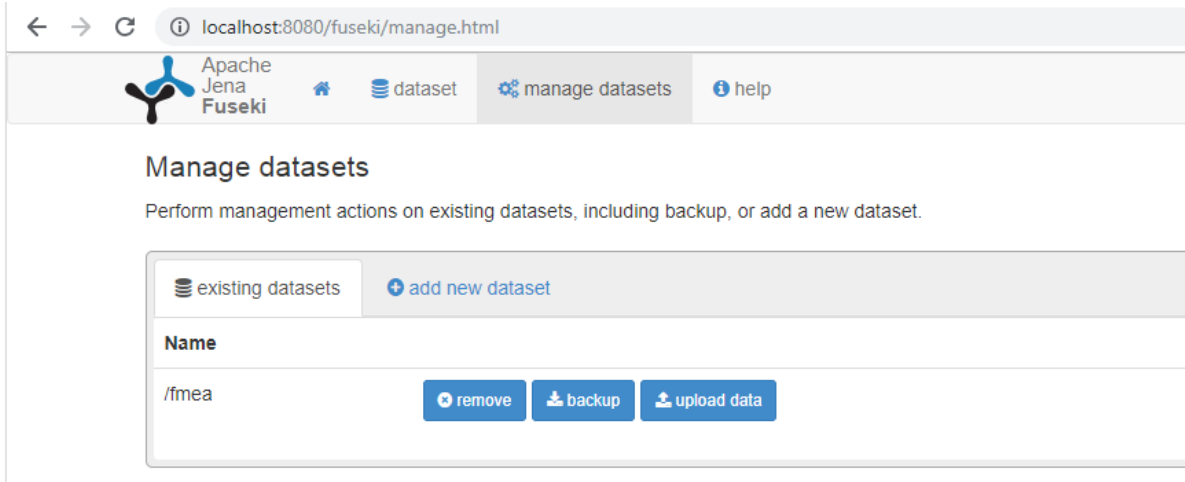 localhost:8080/fuseki/manage.html
Apache
Jena
Fuseki
dataset
manage datasets
help
Manage datasets
Perform management actions on existing datasets, including backup, or add a new dataset.
existing datasets
add new dataset
Name
/fmea
remove
backup
upload data